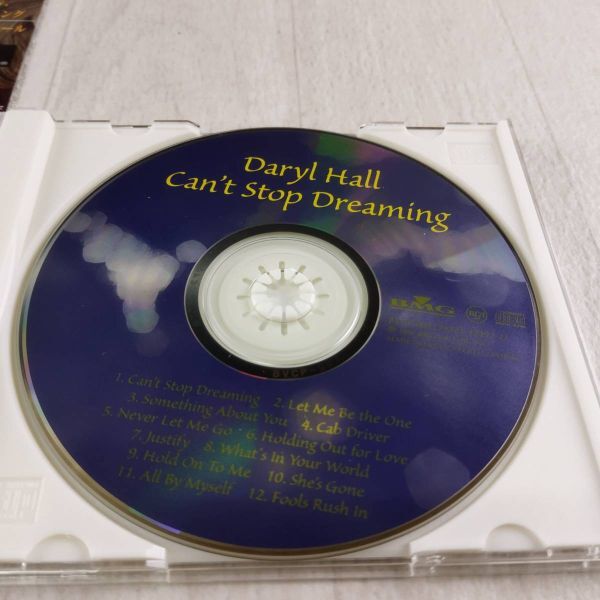 Daryl Hall
Can't Stop Dreaming
BMG
RCA
BVCP-
1. Can't Stop Dreaming 2. Let Me Be the One
3. Something About You 4. Cab Driver
5. Never Let Me Go 6. Holding Out for Love
7. Justify 8. What's In Your World
9. Hold On To Me 10. She's Gone
11. All By Myself 12. Fools Rush In